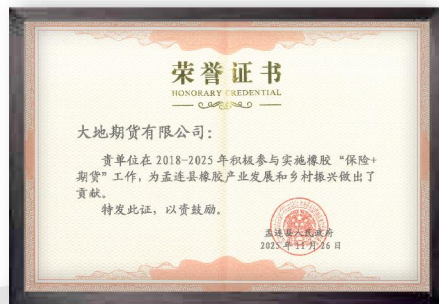 荣誉证书
HONORARY CREDENTIAL
大地期货有限公司：
贵单位在2018-2025年积极参与实施橡胶“保险+
期货”工作，为孟连县橡胶产业发展和乡村振兴做出了
贡献。
特发此证，以资鼓励。
孟连县人民政府
2025年11月26日